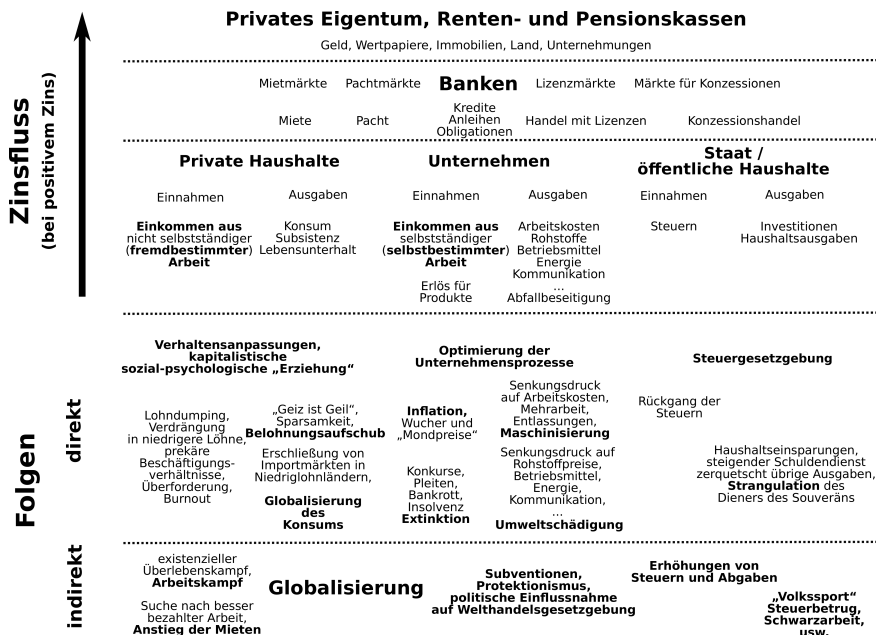 Privates Eigentum, Renten- und Pensionskassen
Geld, Wertpapiere, Immobilien, Land, Unternehmungen
Zinsfluss
(bei positivem Zins)
Mietmärkte
Pachtmärkte
Banken
Lizenzmärkte
Märkte für Konzessionen
Miete
Pacht
Kredite
Anleihen
Obligationen
Handel mit Lizenzen
Konzessionshandel
Private Haushalte
Unternehmen
Staat /
öffentliche Haushalte
Einnahmen
Ausgaben
Einnahmen
Ausgaben
Einnahmen
Ausgaben
Einkommen aus
nicht selbstständiger
(fremdbestimmter)
Arbeit
Konsum
Subsistenz
Lebensunterhalt
Einkommen aus
selbstständiger
(selbstbestimmter)
Arbeit
Erlös für
Produkte
Arbeitskosten
Rohstoffe
Betriebsmittel
Energie
Kommunikation
...
Abfallbeseitigung
Steuern
Investitionen
Haushaltsausgaben
Folgen
direkt
Verhaltensanpassungen,
kapitalistische
sozial-psychologische „Erziehung“
Optimierung der
Unternehmensprozesse
Steuergesetzgebung
Lohndumping,
Verdrängung
in niedrigere Löhne,
prekäre
Beschäftigungs-
verhältnisse,
Überforderung,
Burnout
„Geiz ist Geil“,
Sparsamkeit,
Belohnungsaufschub
Erschließung von
Importmärkten in
Niedriglohnländern,
Globalisierung
des
Konsums
Inflation,
Wucher und
„Mondpreise“
Konkurse,
Pleiten,
Bankrott,
Insolvenz
Extinktion
Senkungsdruck
auf Arbeitskosten,
Mehrarbeit,
Entlassungen,
Maschinisierung
Senkungsdruck auf
Rohstoffpreise,
Betriebsmittel,
Energie,
Kommunikation,
...
Umweltschädigung
Rückgang der
Steuern
Haushaltseinsparungen,
steigender Schuldendienst
zerquetscht übrige Ausgaben,
Strangulation des
Dieners des Souveräns
indirekt
existenzieller
Überlebenskampf,
Arbeitskampf
Suche nach besser
bezahlter Arbeit,
Anstieg der Mieten
Globalisierung
Subventionen,
Protektionismus,
politische Einflussnahme
auf Welthandelsgesetzgebung
Erhöhungen von
Steuern und Abgaben
„Volkssport“
Steuerbetrug,
Schwarzarbeit,
usw.